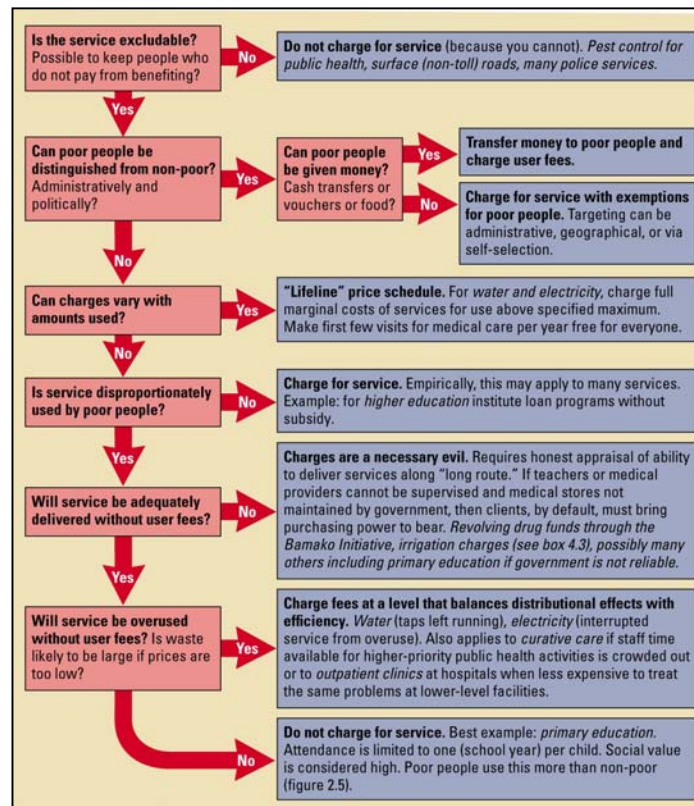 Is the service excludable?
Possible to keep people who
do not pay from benefiting?
No
Do not charge for service (because you cannot). Pest control for
public health, surface (non-toll) roads, many police services.
Yes
Can poor people be
distinguished from non-poor?
Administratively and
politically?
Yes
Can poor people
be given money?
Cash transfers or
vouchers or food?
Yes
Transfer money to poor people and
charge user fees.
No
Charge for service with exemptions
for poor people. Targeting can be
administrative, geographical, or via
self-selection.
No
Can charges vary with
amounts used?
Yes
“Lifeline” price schedule. For water and electricity, charge full
marginal costs of services for use above specified maximum.
Make first few visits for medical care per year free for everyone.
No
Is service disproportionately
used by poor people?
No
Charge for service. Empirically, this may apply to many services.
Example: for higher education institute loan programs without
subsidy.
Yes
Will service be adequately
delivered without user fees?
No
Charges are a necessary evil. Requires honest appraisal of ability
to deliver services along “long route.” If teachers or medical
providers cannot be supervised and medical stores not
maintained by government, then clients, by default, must bring
purchasing power to bear. Revolving drug funds through the
Bamako Initiative, irrigation charges (see box 4.3), possibly many
others including primary education if government is not reliable.
Yes
Will service be overused
without user fees? Is waste
likely to be large if prices are
too low?
Yes
Charge fees at a level that balances distributional effects with
efficiency. Water (taps left running), electricity (interrupted
service from overuse). Also applies to curative care if staff time
available for higher-priority public health activities is crowded out
or to outpatient clinics at hospitals when less expensive to treat
the same problems at lower-level facilities.
No
Do not charge for service. Best example: primary education.
Attendance is limited to one (school year) per child. Social value
is considered high. Poor people use this more than non-poor
(figure 2.5).